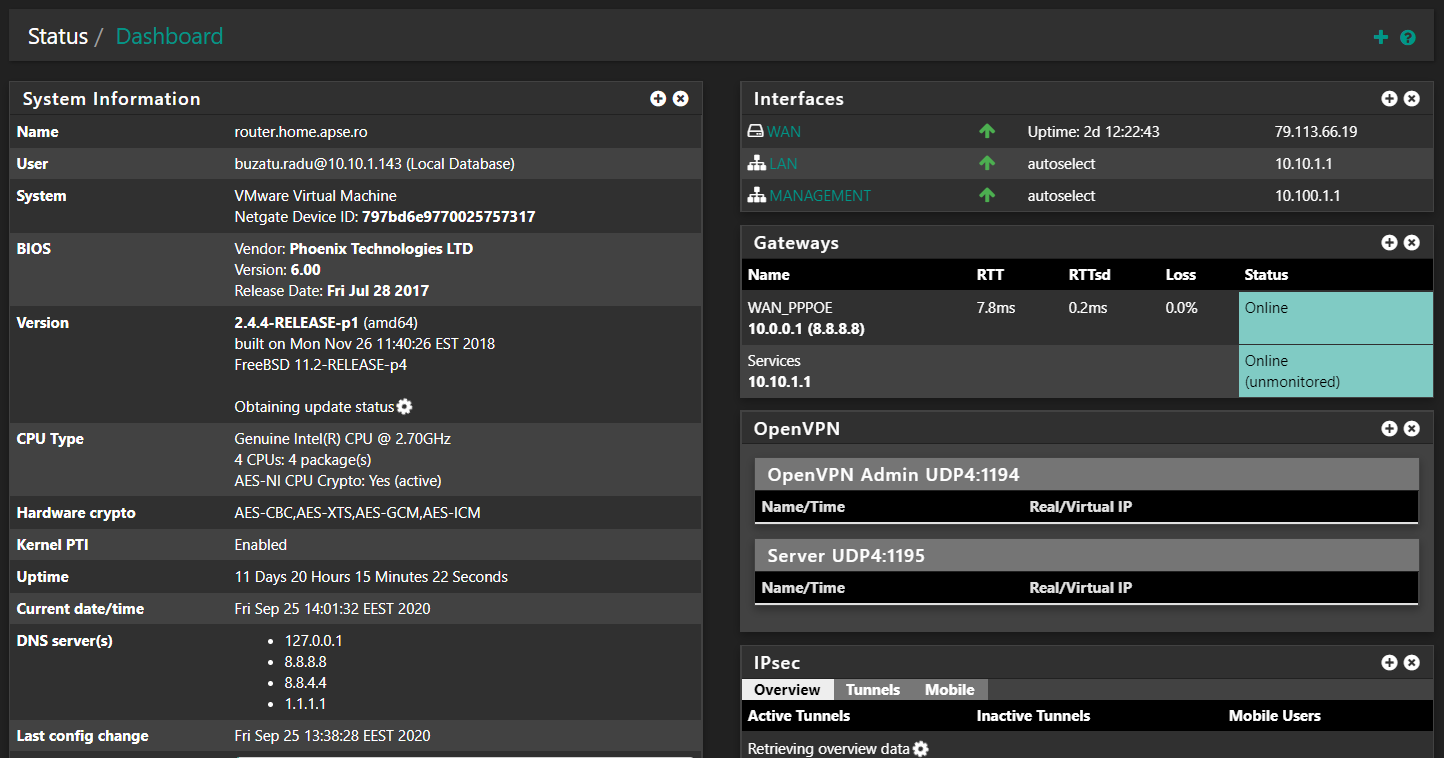 Status / Dashboard
System Information
Name router.home.apse.ro
User buzatu.radu@10.10.1.143 (Local Database)
System VMware Virtual Machine
Netgate Device ID: 797bd6e9770025757317
BIOS Vendor: Phoenix Technologies LTD
Version: 6.00
Release Date: Fri Jul 28 2017
Version 2.4.4-RELEASE-p1 (amd64)
built on Mon Nov 26 11:40:26 EST 2018
FreeBSD 11.2-RELEASE-p4
Obtaining update status
CPU Type Genuine Intel(R) CPU @ 2.70GHz
4 CPUs: 4 package(s)
AES-NI CPU Crypto: Yes (active)
Hardware crypto AES-CBC,AES-XTS,AES-GCM,AES-ICM
Kernel PTI Enabled
Uptime 11 Days 20 Hours 15 Minutes 22 Seconds
Current date/time Fri Sep 25 14:01:32 EEST 2020
DNS server(s) • 127.0.0.1
• 8.8.8.8
• 8.8.4.4
• 1.1.1.1
Last config change Fri Sep 25 13:38:28 EEST 2020
Interfaces
WAN Uptime: 2d 12:22:43 79.113.66.19
LAN autoselect 10.10.1.1
MANAGEMENT autoselect 10.100.1.1
Gateways
Name RTT RTTsd Loss Status
WAN_PPPOE 7.8ms 0.2ms 0.0% Online
10.0.0.1 (8.8.8.8)
Services Online
10.10.1.1 (unmonitored)
OpenVPN
OpenVPN Admin UDP4:1194
Name/Time Real/Virtual IP
Server UDP4:1195
Name/Time Real/Virtual IP
IPsec
Overview Tunnels Mobile
Active Tunnels Inactive Tunnels Mobile Users
Retrieving overview data